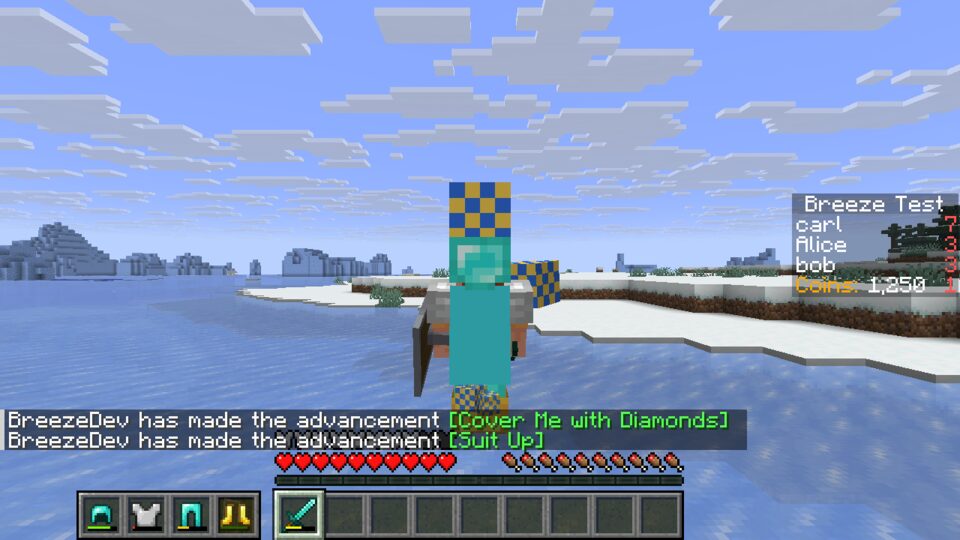 Breeze Test
carl 7
Alice 3
bob 3
Coins: 1,250 1
BreezeDev has made the advancement [Cover Me with Diamonds]
BreezeDev has made the advancement [Suit Up]